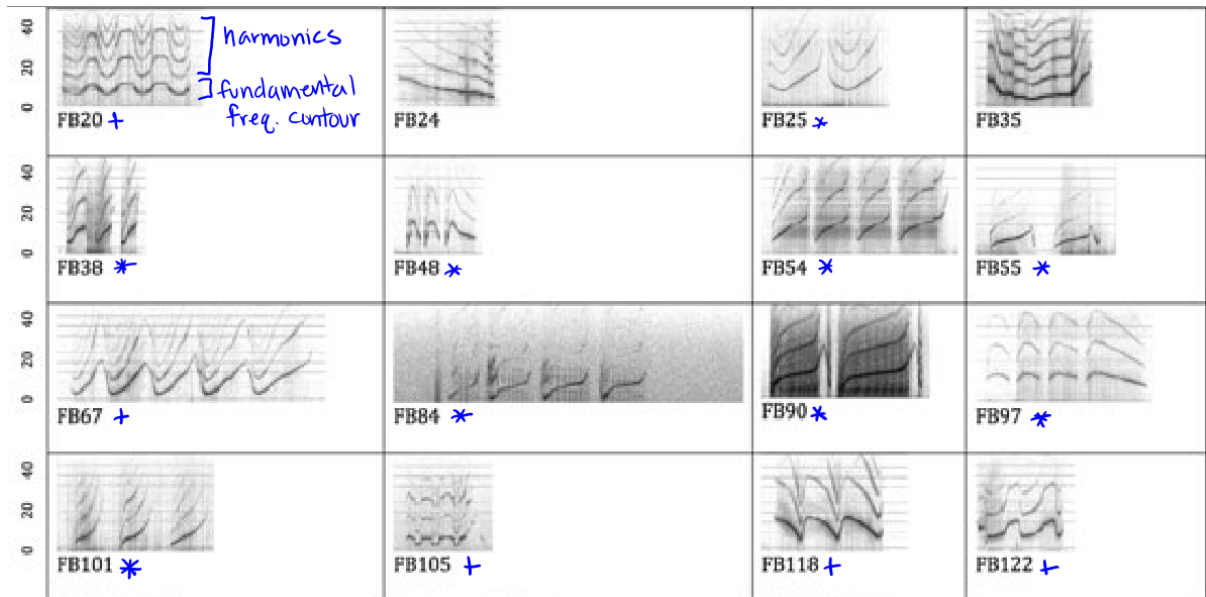 40
20
0
harmonics
fundamental
freq. contour
FB20 +
FB24
FB25 *
FB35
40
20
0
FB38 *
FB48 *
FB54 *
FB55 *
40
20
0
FB67 +
FB84 *
FB90 *
FB97 *
40
20
0
FB101 *
FB105 +
FB118 +
FB122 +